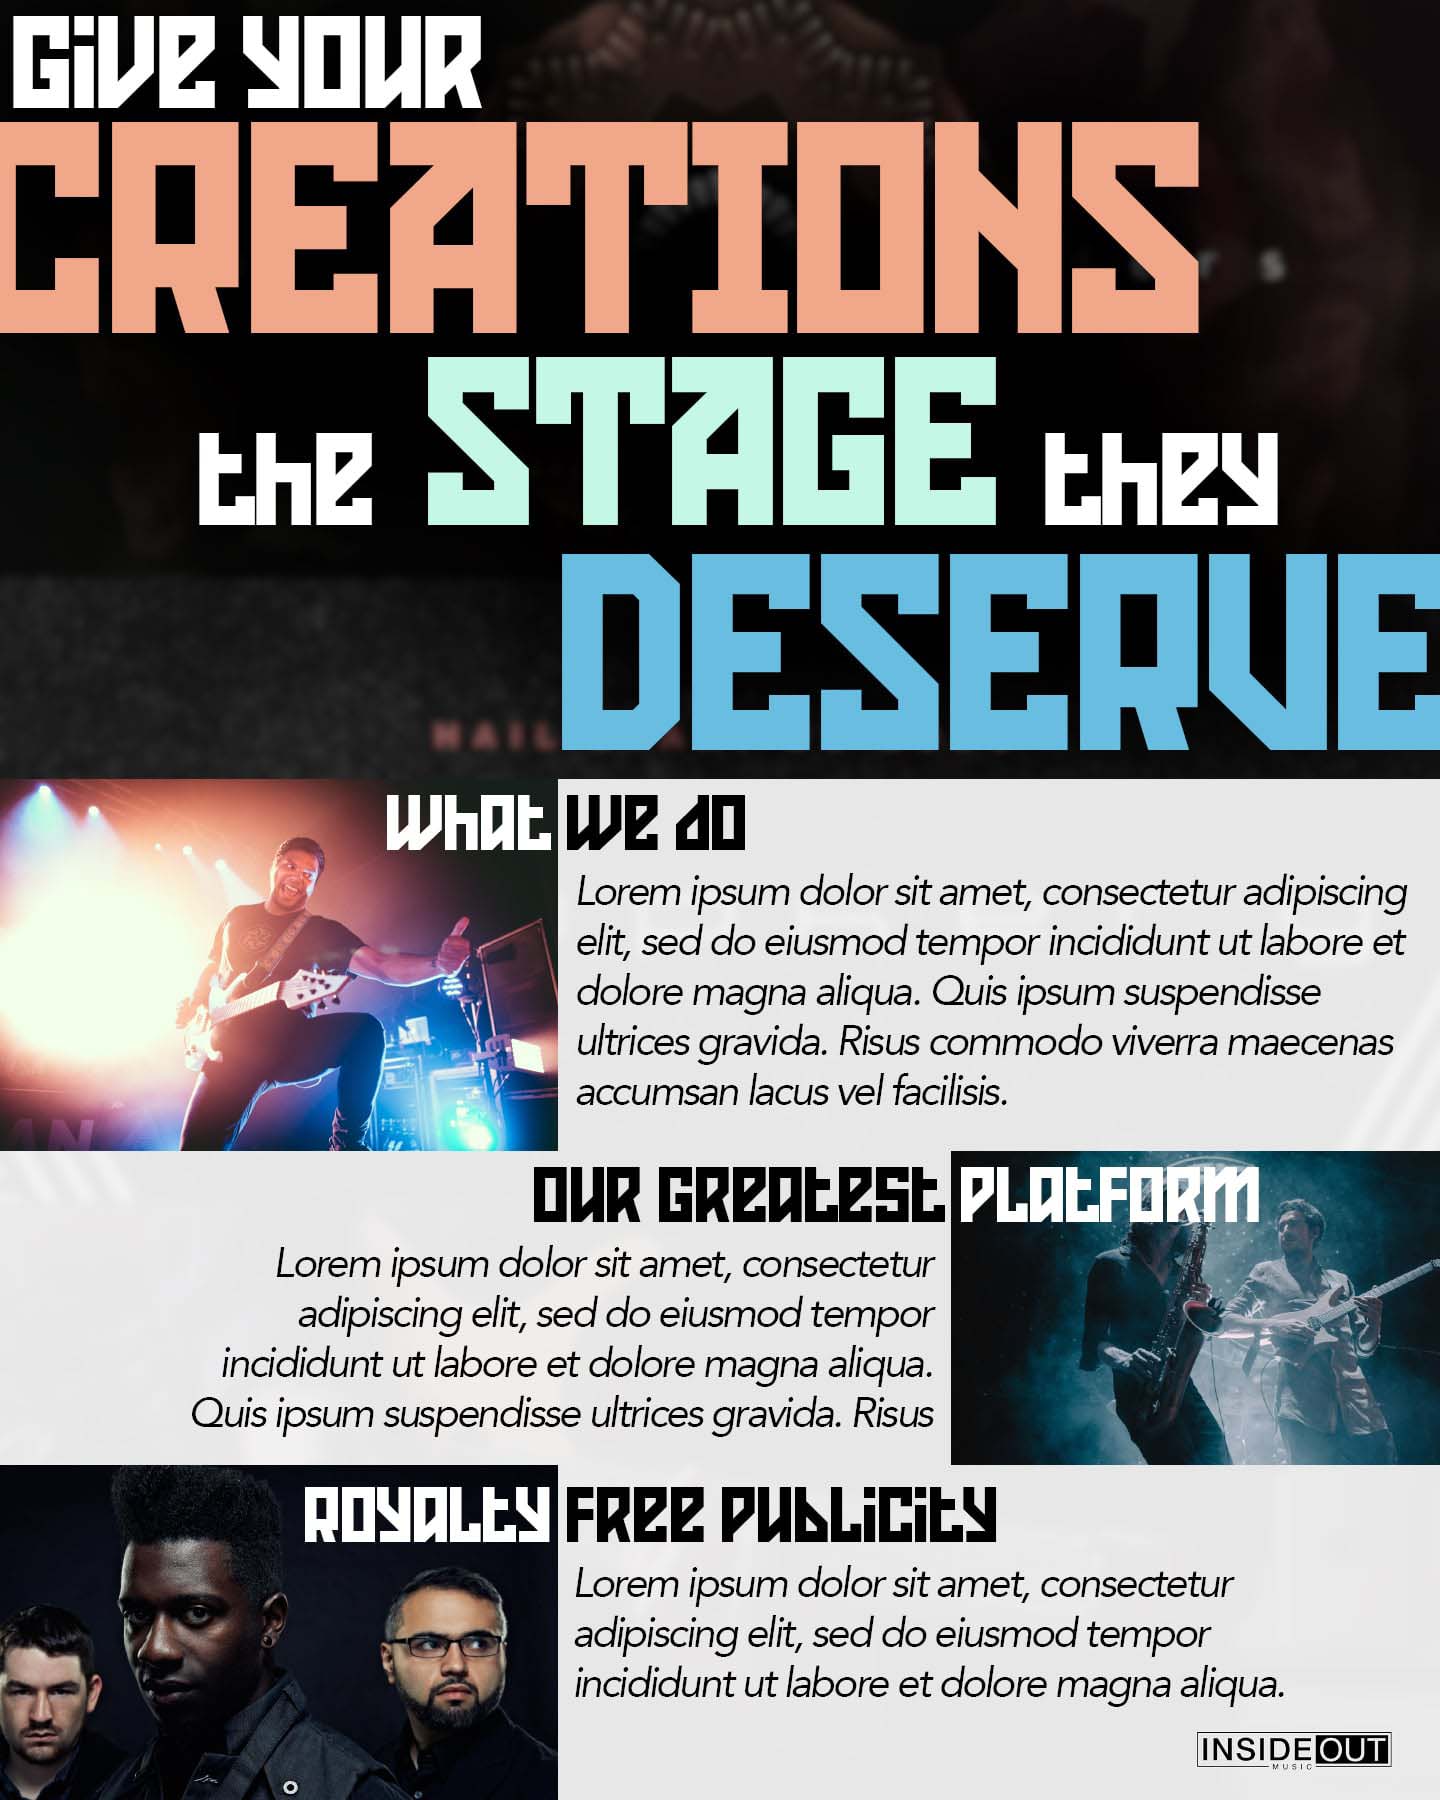 GiVe YOUR
CREATIONS
the STAGE they
DESERVE
What We do
Lorem ipsum dolor sit amet, consectetur adipiscing
elit, sed do eiusmod tempor incididunt ut labore et
dolore magna aliqua. Quis ipsum suspendisse
ultrices gravida. Risus commodo viverra maecenas
accumsan lacus vel facilisis.
OUR GReatest PLatFORM
Lorem ipsum dolor sit amet, consectetur
adipiscing elit, sed do eiusmod tempor
incididunt ut labore et dolore magna aliqua.
Quis ipsum suspendisse ultrices gravida. Risus
ROYALty FRee PUbLiCity
Lorem ipsum dolor sit amet, consectetur
adipiscing elit, sed do eiusmod tempor
incididunt ut labore et dolore magna aliqua.
INSIDEOUT
MUSIC